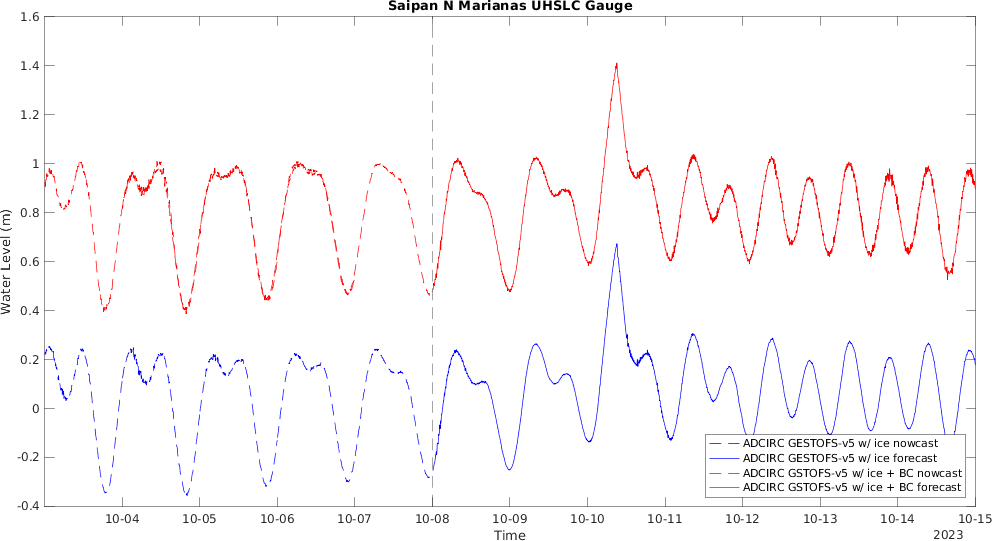 Saipan N Marianas UHSLC Gauge
1.6
1.4
1.2
1
0.8
0.6
0.4
0.2
0
-0.2
-0.4
Water Level (m)
ADCIRC GESTOFS-v5 w/ ice nowcast
ADCIRC GESTOFS-v5 w/ ice forecast
ADCIRC GSTOFS-v5 w/ ice + BC nowcast
ADCIRC GSTOFS-v5 w/ ice + BC forecast
10-04 10-05 10-06 10-07 10-08 10-09 10-10 10-11 10-12 10-13 10-14 10-15
Time
2023